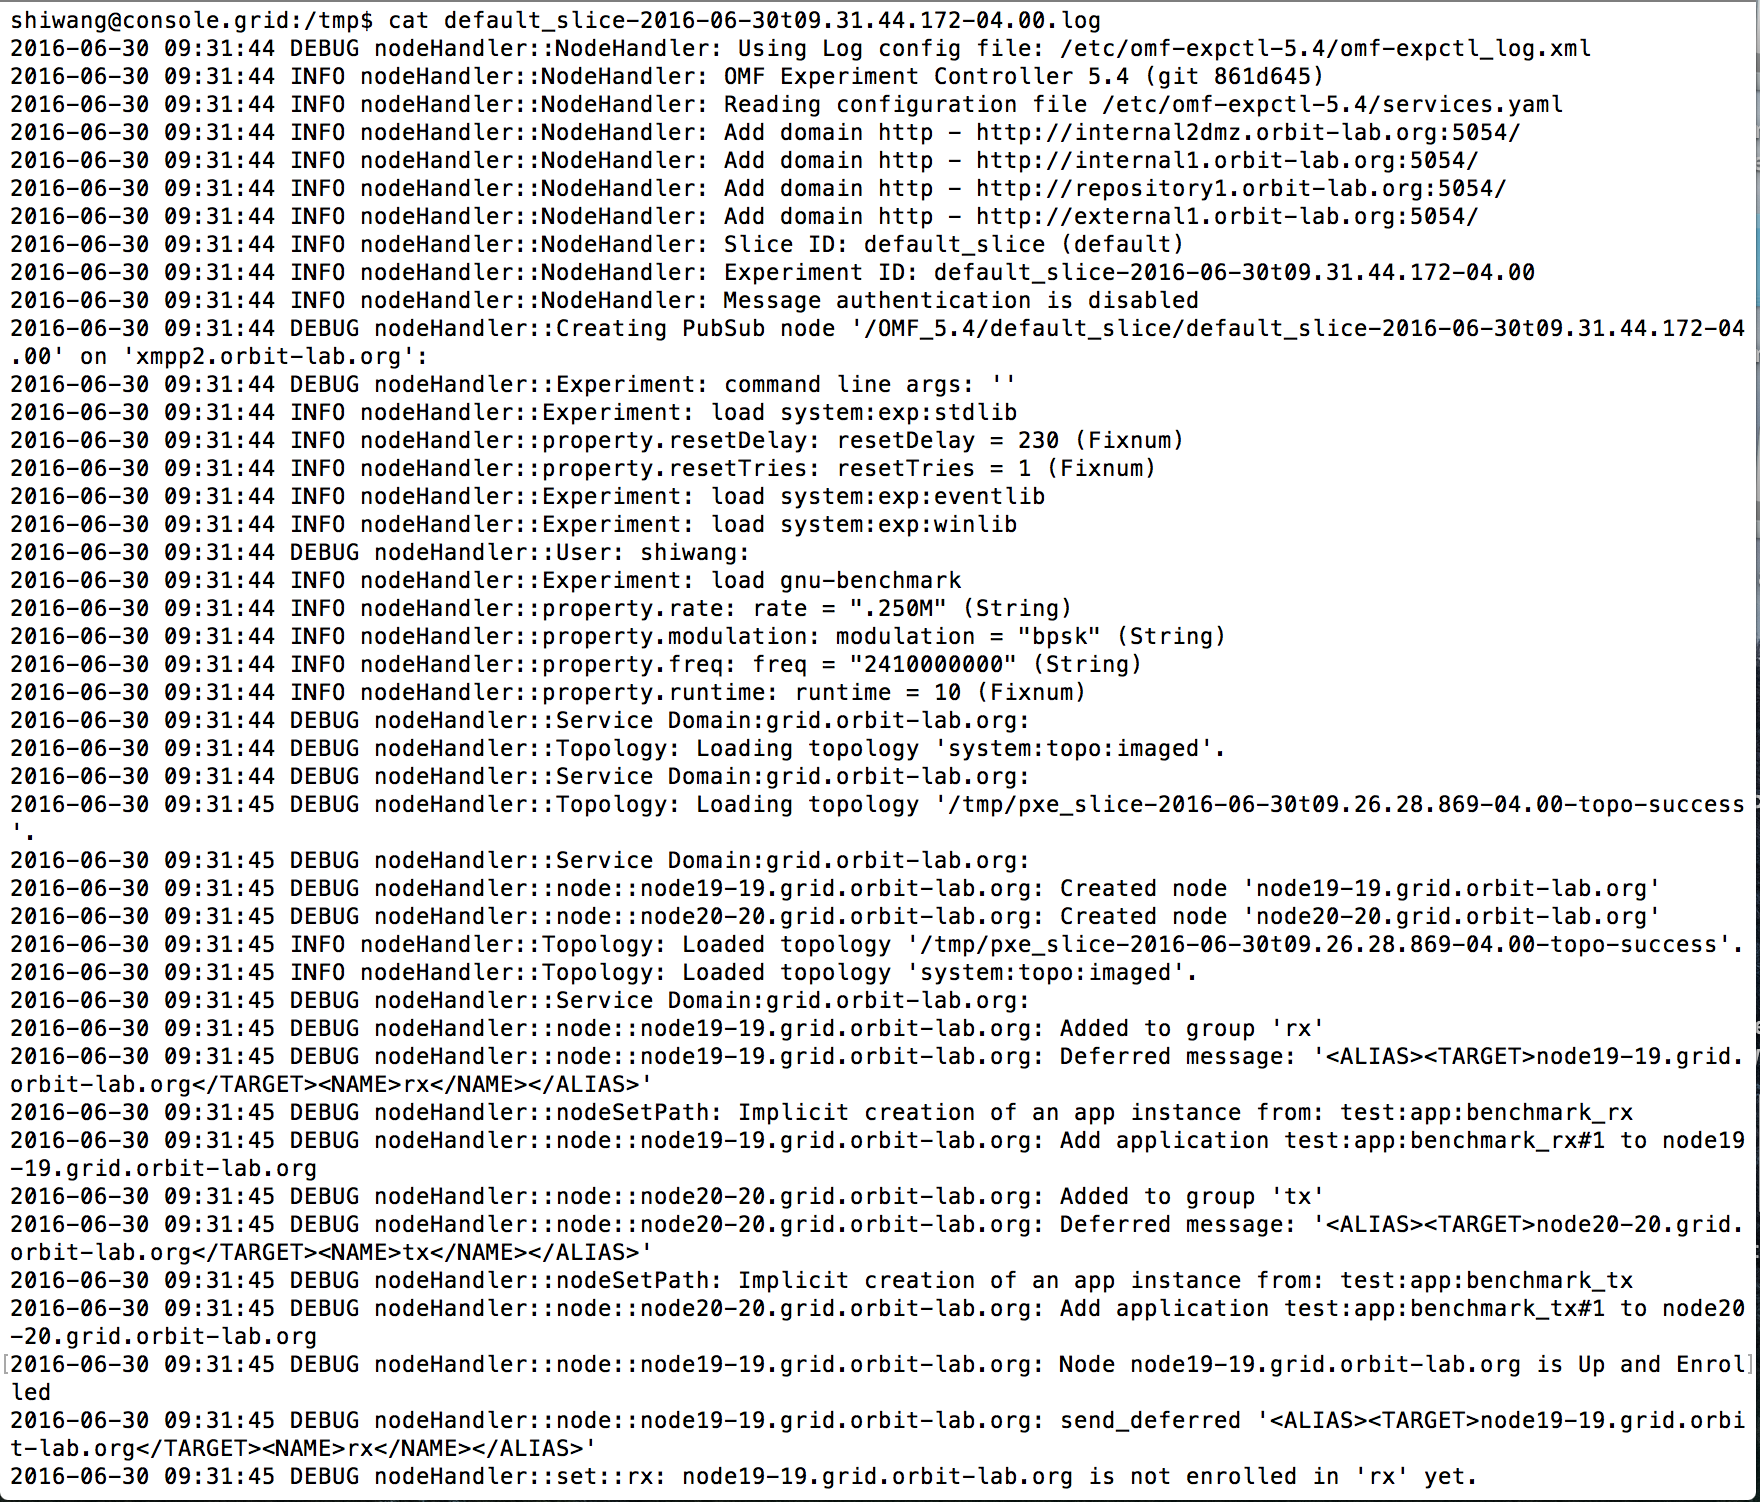 shiwang@console.grid:/tmp$ cat default_slice-2016-06-30t09.31.44.172-04.00.log
2016-06-30 09:31:44 DEBUG nodeHandler::NodeHandler: Using Log config file: /etc/omf-expctl-5.4/omf-expctl_log.xml
2016-06-30 09:31:44 INFO nodeHandler::NodeHandler: OMF Experiment Controller 5.4 (git 861d645)
2016-06-30 09:31:44 INFO nodeHandler::NodeHandler: Reading configuration file /etc/omf-expctl-5.4/services.yaml
2016-06-30 09:31:44 INFO nodeHandler::NodeHandler: Add domain http - http://internal2dmz.orbit-lab.org:5054/
2016-06-30 09:31:44 INFO nodeHandler::NodeHandler: Add domain http - http://internal1.orbit-lab.org:5054/
2016-06-30 09:31:44 INFO nodeHandler::NodeHandler: Add domain http - http://repository1.orbit-lab.org:5054/
2016-06-30 09:31:44 INFO nodeHandler::NodeHandler: Add domain http - http://external1.orbit-lab.org:5054/
2016-06-30 09:31:44 INFO nodeHandler::NodeHandler: Slice ID: default_slice (default)
2016-06-30 09:31:44 INFO nodeHandler::NodeHandler: Experiment ID: default_slice-2016-06-30t09.31.44.172-04.00
2016-06-30 09:31:44 INFO nodeHandler::NodeHandler: Message authentication is disabled
2016-06-30 09:31:44 DEBUG nodeHandler::Creating PubSub node '/OMF_5.4/default_slice/default_slice-2016-06-30t09.31.44.172-04
.00' on 'xmpp2.orbit-lab.org':
2016-06-30 09:31:44 DEBUG nodeHandler::Experiment: command line args: ''
2016-06-30 09:31:44 INFO nodeHandler::Experiment: load system:exp:stdlib
2016-06-30 09:31:44 INFO nodeHandler::property.resetDelay: resetDelay = 230 (Fixnum)
2016-06-30 09:31:44 INFO nodeHandler::property.resetTries: resetTries = 1 (Fixnum)
2016-06-30 09:31:44 INFO nodeHandler::Experiment: load system:exp:eventlib
2016-06-30 09:31:44 INFO nodeHandler::Experiment: load system:exp:winlib
2016-06-30 09:31:44 DEBUG nodeHandler::User: shiwang:
2016-06-30 09:31:44 INFO nodeHandler::Experiment: load gnu-benchmark
2016-06-30 09:31:44 INFO nodeHandler::property.rate: rate = ".250M" (String)
2016-06-30 09:31:44 INFO nodeHandler::property.modulation: modulation = "bpsk" (String)
2016-06-30 09:31:44 INFO nodeHandler::property.freq: freq = "2410000000" (String)
2016-06-30 09:31:44 INFO nodeHandler::property.runtime: runtime = 10 (Fixnum)
2016-06-30 09:31:44 DEBUG nodeHandler::Service Domain:grid.orbit-lab.org:
2016-06-30 09:31:44 DEBUG nodeHandler::Topology: Loading topology 'system:topo:imaged'.
2016-06-30 09:31:44 DEBUG nodeHandler::Service Domain:grid.orbit-lab.org:
2016-06-30 09:31:45 DEBUG nodeHandler::Topology: Loading topology '/tmp/pxe_slice-2016-06-30t09.26.28.869-04.00-topo-success
'.
2016-06-30 09:31:45 DEBUG nodeHandler::Service Domain:grid.orbit-lab.org:
2016-06-30 09:31:45 DEBUG nodeHandler::node::node19-19.grid.orbit-lab.org: Created node 'node19-19.grid.orbit-lab.org'
2016-06-30 09:31:45 DEBUG nodeHandler::node::node20-20.grid.orbit-lab.org: Created node 'node20-20.grid.orbit-lab.org'
2016-06-30 09:31:45 INFO nodeHandler::Topology: Loaded topology '/tmp/pxe_slice-2016-06-30t09.26.28.869-04.00-topo-success'.
2016-06-30 09:31:45 INFO nodeHandler::Topology: Loaded topology 'system:topo:imaged'.
2016-06-30 09:31:45 DEBUG nodeHandler::Service Domain:grid.orbit-lab.org:
2016-06-30 09:31:45 DEBUG nodeHandler::node::node19-19.grid.orbit-lab.org: Added to group 'rx'
2016-06-30 09:31:45 DEBUG nodeHandler::node::node19-19.grid.orbit-lab.org: Deferred message: '<ALIAS><TARGET>node19-19.grid.
orbit-lab.org</TARGET><NAME>rx</NAME></ALIAS>'
2016-06-30 09:31:45 DEBUG nodeHandler::nodeSetPath: Implicit creation of an app instance from: test:app:benchmark_rx
2016-06-30 09:31:45 DEBUG nodeHandler::node::node19-19.grid.orbit-lab.org: Add application test:app:benchmark_rx#1 to node19
-19.grid.orbit-lab.org
2016-06-30 09:31:45 DEBUG nodeHandler::node::node20-20.grid.orbit-lab.org: Added to group 'tx'
2016-06-30 09:31:45 DEBUG nodeHandler::node::node20-20.grid.orbit-lab.org: Deferred message: '<ALIAS><TARGET>node20-20.grid.
orbit-lab.org</TARGET><NAME>tx</NAME></ALIAS>'
2016-06-30 09:31:45 DEBUG nodeHandler::nodeSetPath: Implicit creation of an app instance from: test:app:benchmark_tx
2016-06-30 09:31:45 DEBUG nodeHandler::node::node20-20.grid.orbit-lab.org: Add application test:app:benchmark_tx#1 to node20
-20.grid.orbit-lab.org
[2016-06-30 09:31:45 DEBUG nodeHandler::node::node19-19.grid.orbit-lab.org: Node node19-19.grid.orbit-lab.org is Up and Enrol]
led
2016-06-30 09:31:45 DEBUG nodeHandler::node::node19-19.grid.orbit-lab.org: send_deferred '<ALIAS><TARGET>node19-19.grid.orbi
t-lab.org</TARGET><NAME>rx</NAME></ALIAS>'
2016-06-30 09:31:45 DEBUG nodeHandler::set::rx: node19-19.grid.orbit-lab.org is not enrolled in 'rx' yet.